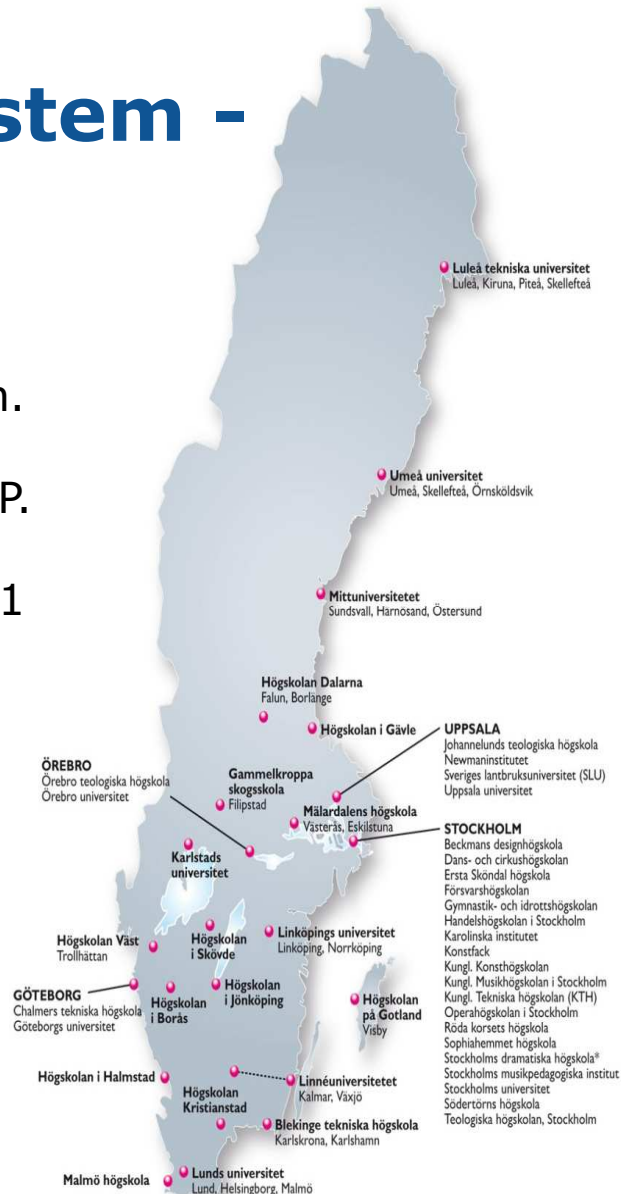 stem -
n.
P.
1
Luleå tekniska universitet
Luleå, Kiruna, Piteå, Skellefteå
Umeå universitet
Umeå, Skellefteå, Örnsköldsvik
Mittuniversitetet
Sundsvall, Harnosand, Östersund
Högskolan Dalarna
Falun, Borlänge
Högskolan i Gävle
UPPSALA
Johannelunds teologiska högskola
Newmaninstitutet
Sveriges lantbruksuniversitet (SLU)
Uppsala universitet
ÖREBRO
Örebro teologiska högskola
Örebro universitet
Gammelkroppa
skogsskola
Filipstad
Mälardalens högskola
Västerås, Eskilstuna
STOCKHOLM
Beckmans designhögskola
Dans- och cirkushögskolan
Ersta Sköndal högskola
Försvarshögskolan
Gymnastik- och idrottshögskolan
Handelshögskolan i Stockholm
Karolinska institutet
Konstfack
Kungl. Konsthögskolan
Kungl. Musikhögskolan i Stockholm
Kungl. Tekniska högskolan (KTH)
Operahögskolan i Stockholm
Röda korsets högskola
Sophiahemmet högskola
Stockholms dramatiska högskola*
Stockholms musikpedagogiska institut
Stockholms universitet
Södertörns högskola
Teologiska högskolan, Stockholm
Karlstads
universitet
Högskolan Väst
Trollhättan
Högskolan
i Skövde
Linköpings universitet
Linköping, Norrköping
GÖTEBORG
Chalmers tekniska högskola
Göteborgs universitet
Högskolan
i Borås
Högskolan
i Jönköping
Högskolan
på Gotland
Visby
Högskolan i Halmstad
Högskolan
Kristianstad
Linnéuniversitetet
Kalmar, Växjö
Blekinge tekniska högskola
Karlskrona, Karlshamn
Malmö högskola
Lunds universitet
Lund, Helsingborg, Malmö